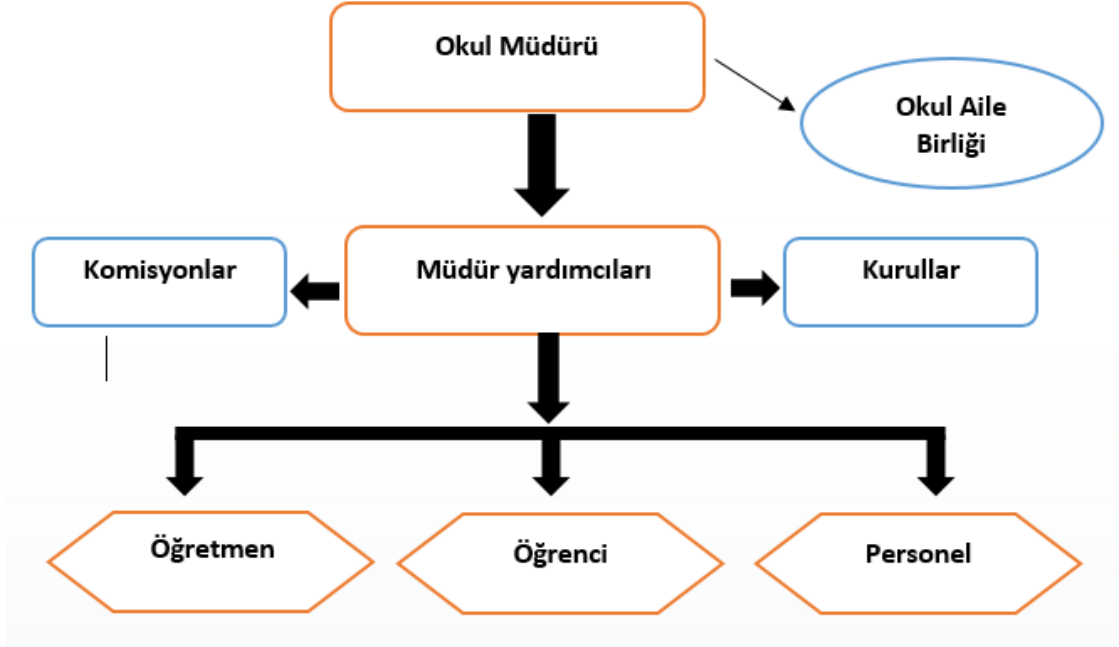 Okul Müdürü
Okul Aile
Birliği
Komisyonlar
Müdür yardımcıları
Kurullar
Öğretmen
Öğrenci
Personel